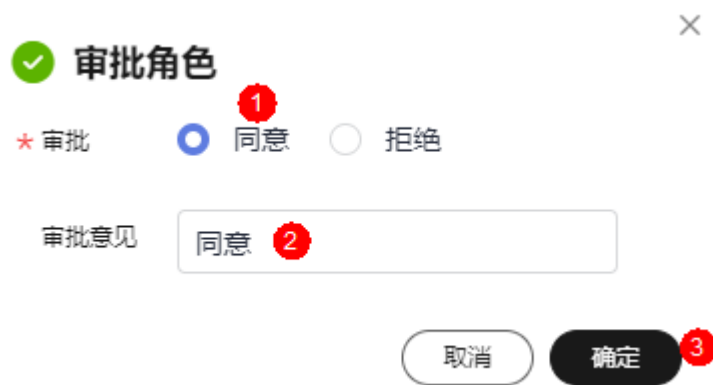 审批角色
1
* 审批 同意 拒绝
审批意见 同意 2
取消 确定 3